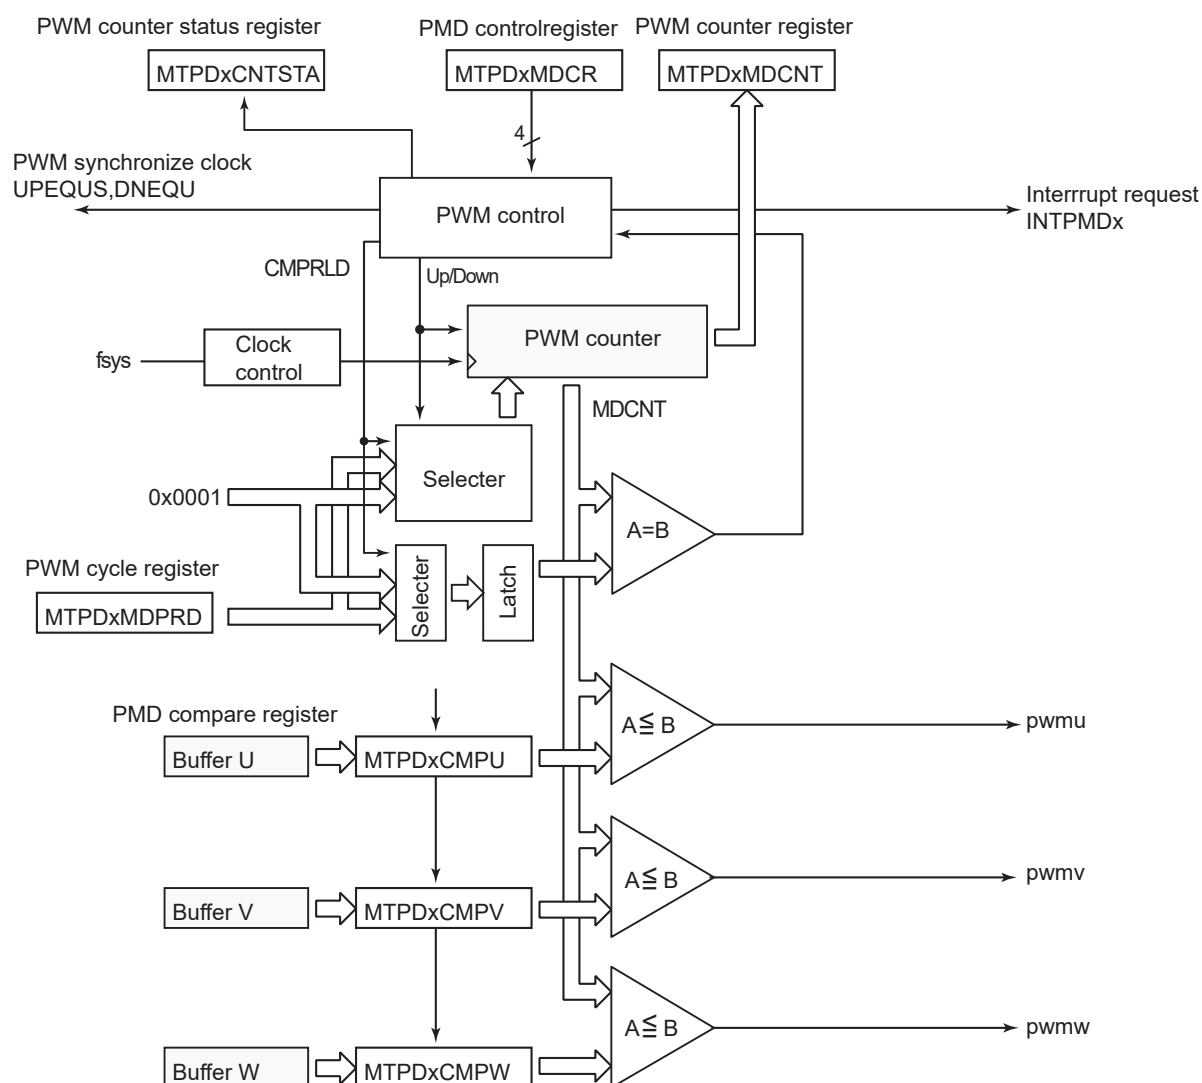 PWM counter status register
PMD controlregister
PWM counter register
MTPDxCNTSTA
MTPDxMDCR
MTPDxMDCNT
4
PWM synchronize clock
UPEQUS,DNEQU
PWM control
Interrrupt request
INTPMDx
CMPRLD
Up/Down
PWM counter
fsys
Clock
control
MDCNT
Selecter
0x0001
A=B
PWM cycle register
MTPDxMDPRD
Selecter
Latch
PMD compare register
Buffer U
MTPDxCMPU
A≦B
pwmu
Buffer V
MTPDxCMPV
A≦B
pwmv
Buffer W
MTPDxCMPW
A≦B
pwmw